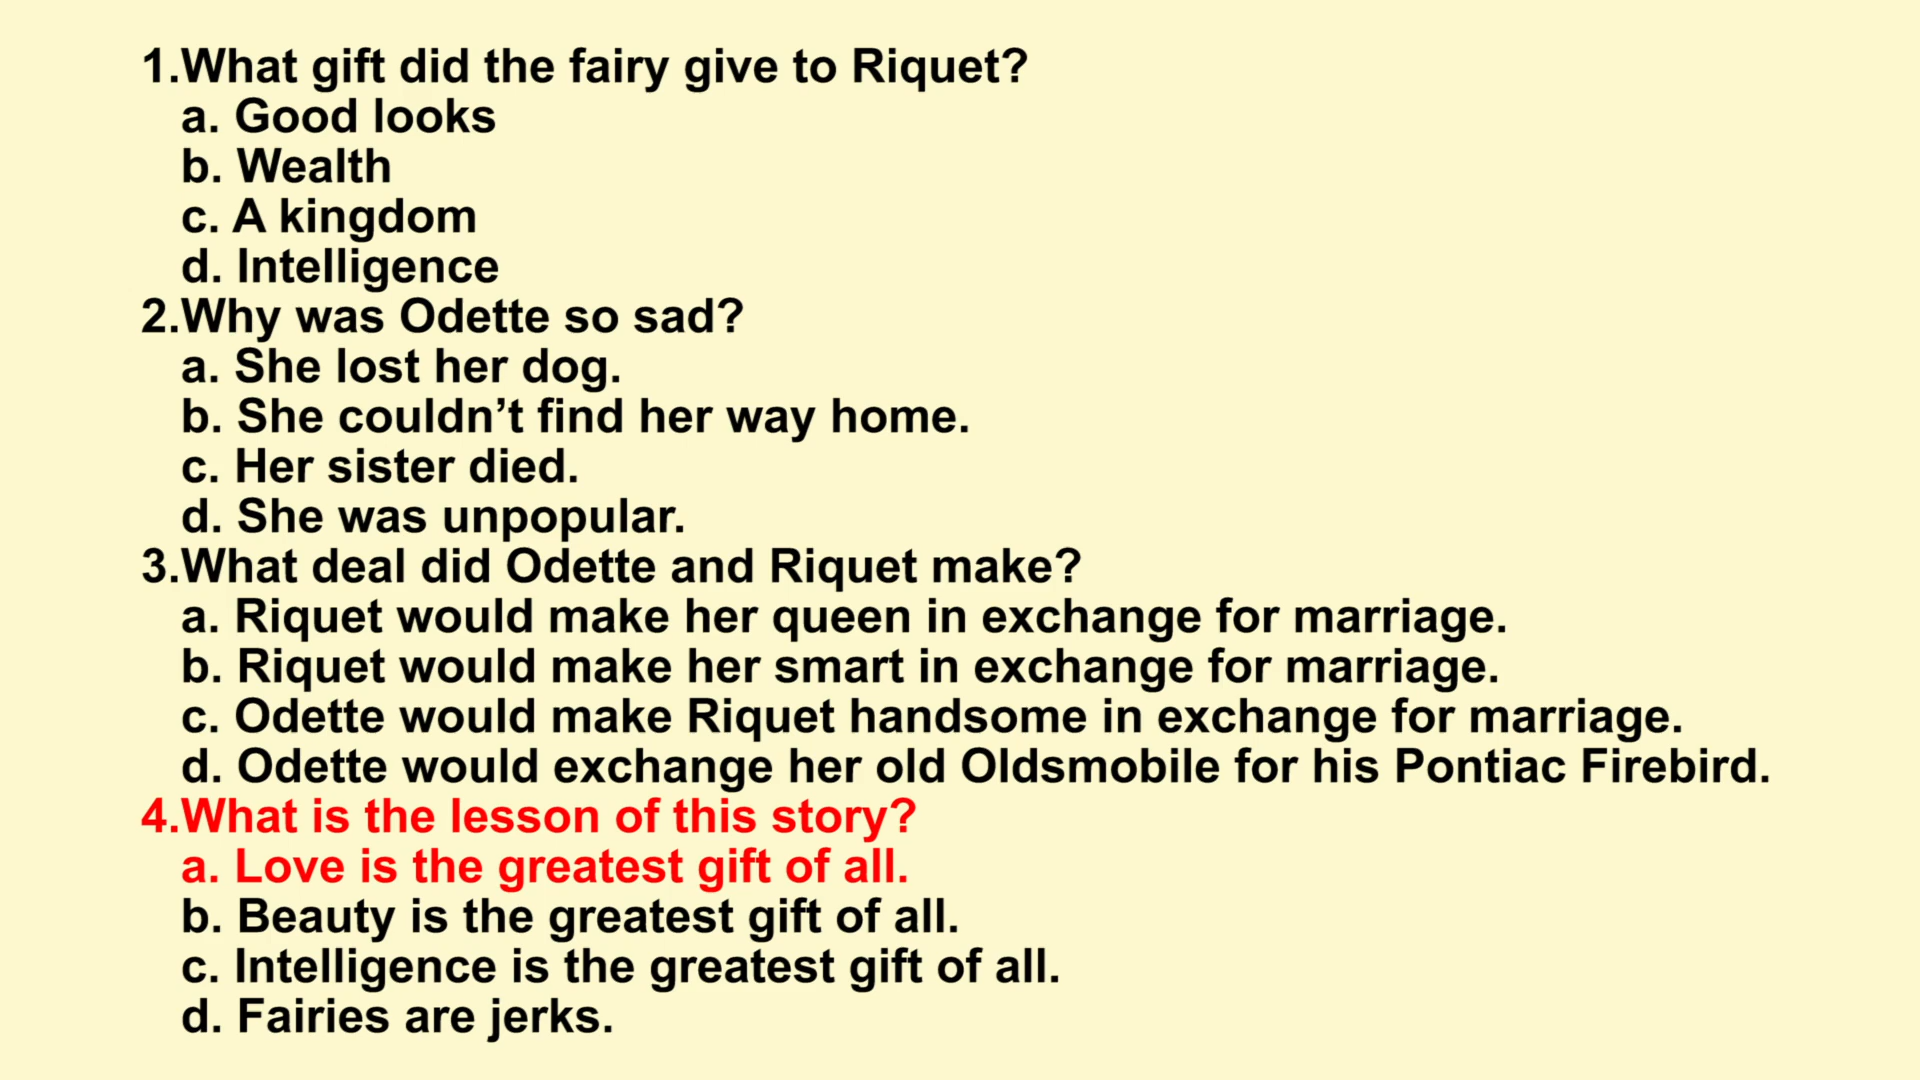 1.What gift did the fairy give to Riquet?
a. Good looks
b. Wealth
c. A kingdom
d. Intelligence
2.Why was Odette so sad?
a. She lost her dog.
b. She couldn’t find her way home.
c. Her sister died.
d. She was unpopular.
3.What deal did Odette and Riquet make?
a. Riquet would make her queen in exchange for marriage.
b. Riquet would make her smart in exchange for marriage.
c. Odette would make Riquet handsome in exchange for marriage.
d. Odette would exchange her old Oldsmobile for his Pontiac Firebird.
4.What is the lesson of this story?
a. Love is the greatest gift of all.
b. Beauty is the greatest gift of all.
c. Intelligence is the greatest gift of all.
d. Fairies are jerks.